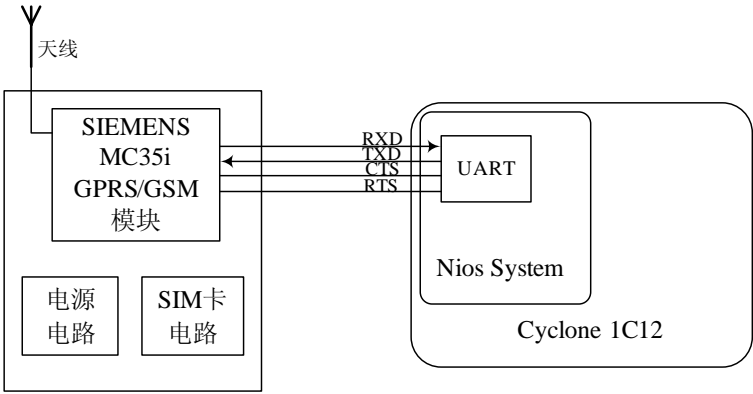 天线
SIEMENS
MC35i
GPRS/GSM
模块
RXD
TXD
CTS
RTS
UART
Nios System
电源
电路
SIM卡
电路
Cyclone 1C12